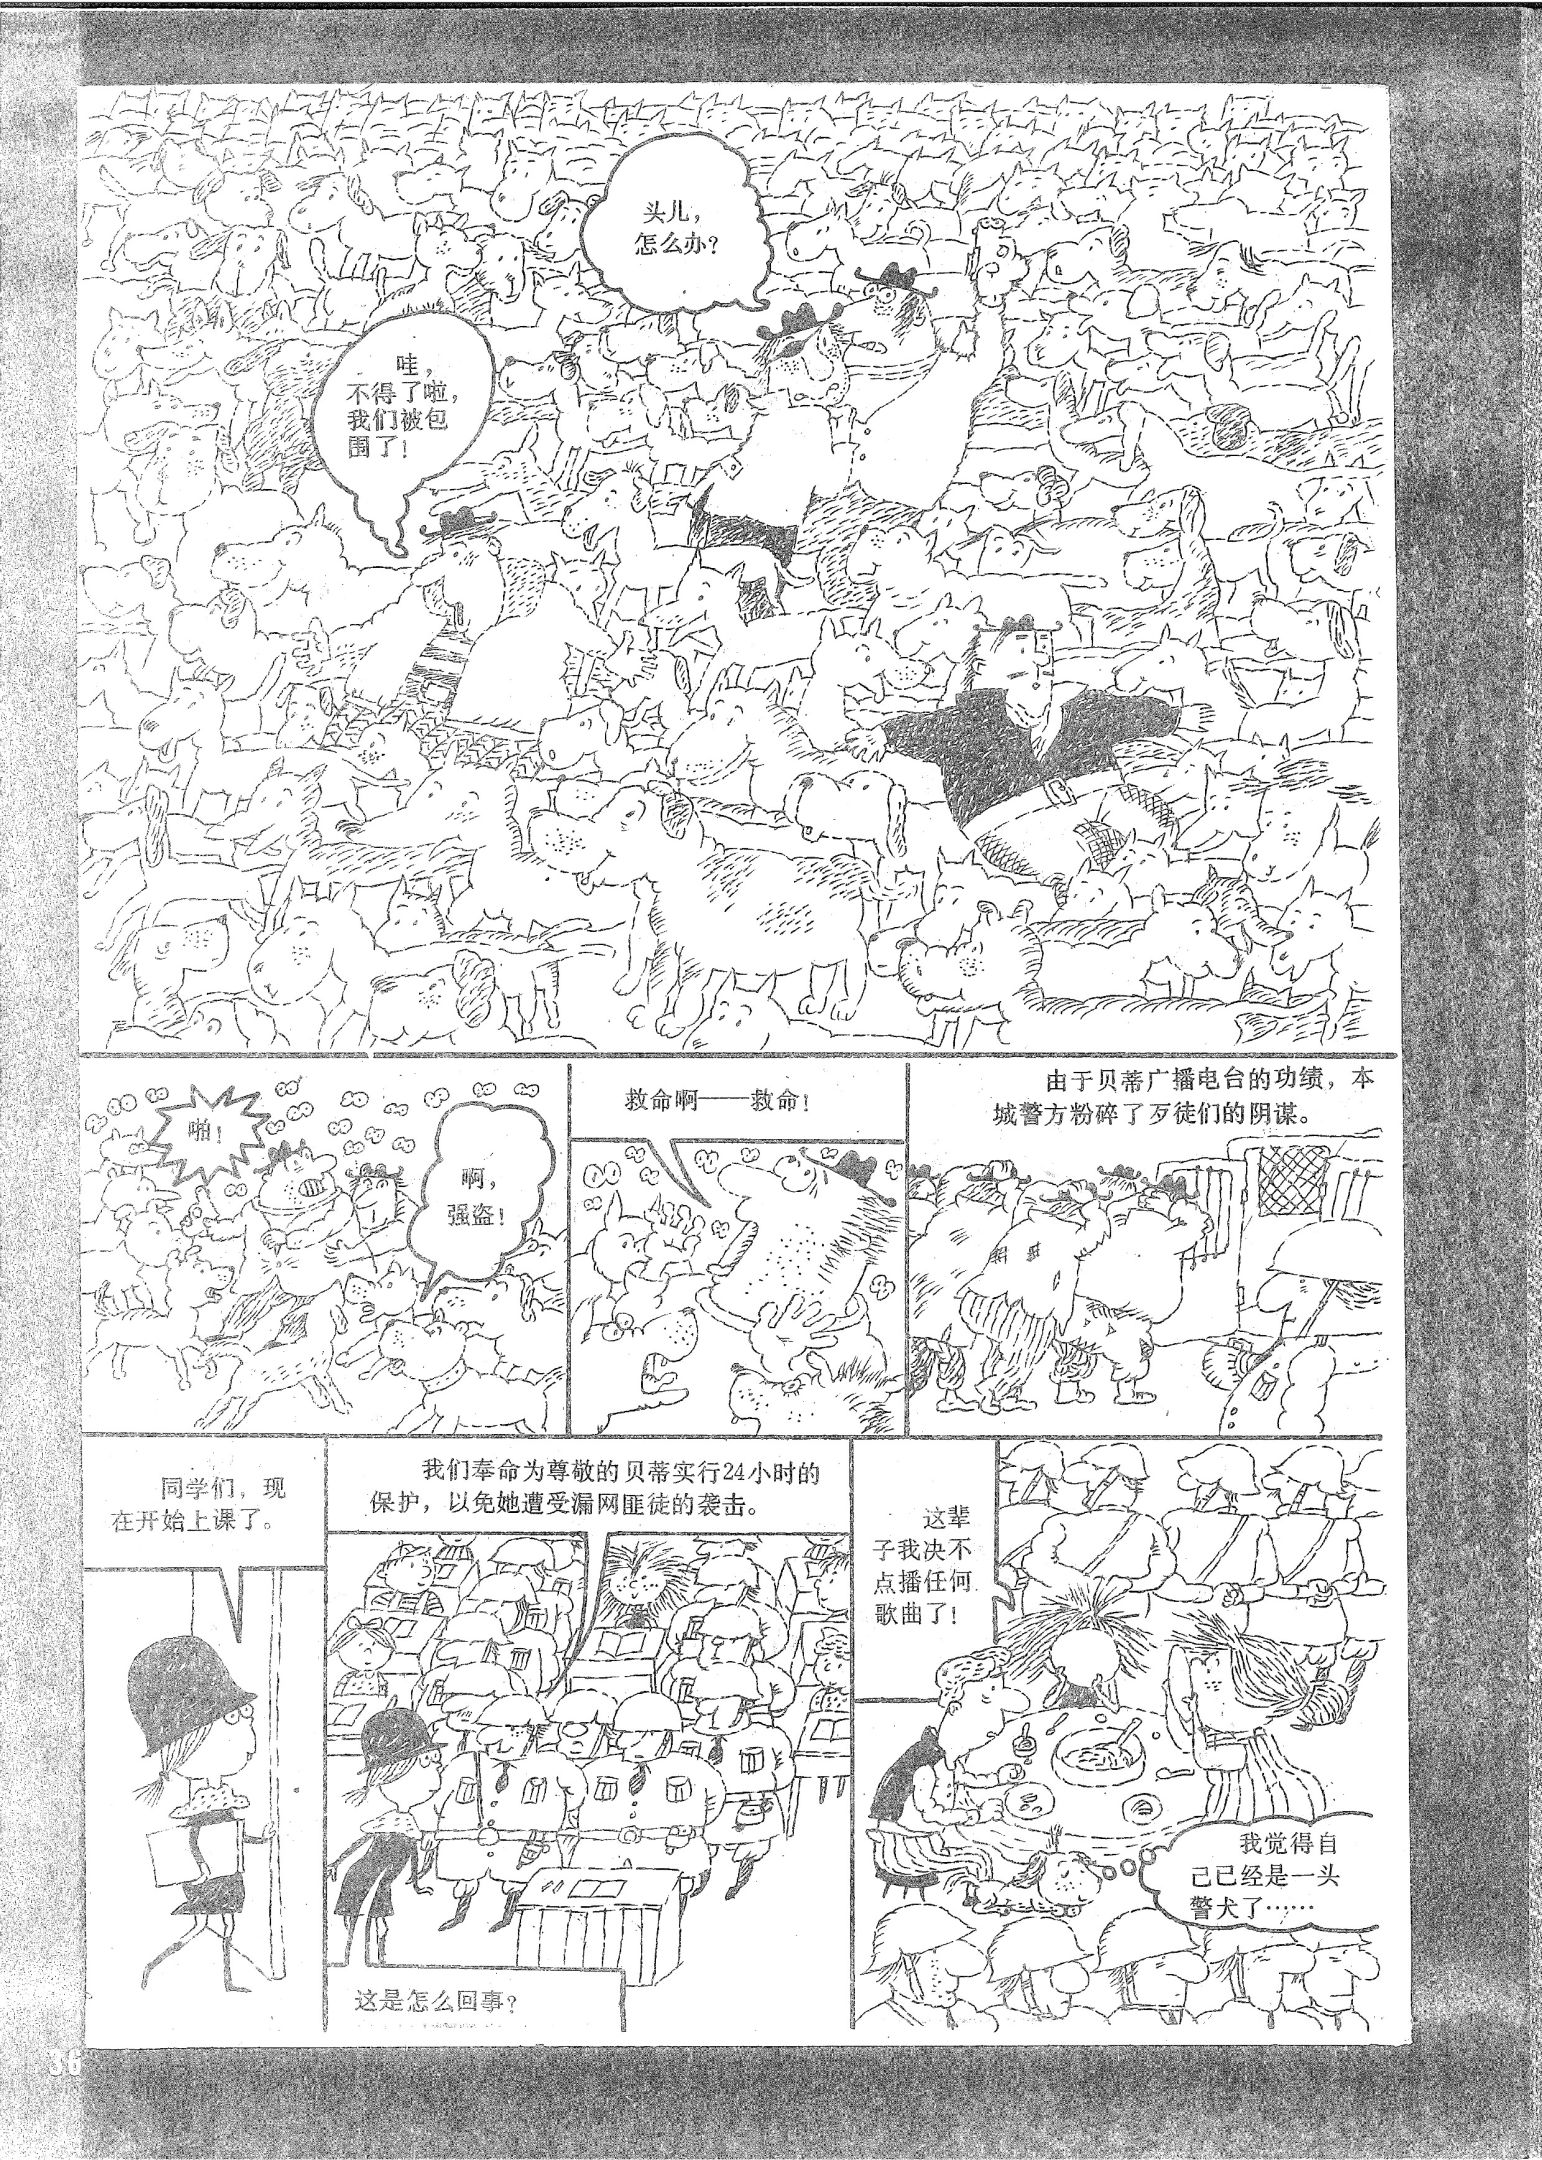 头儿，
怎么办？
哇，
不得了啦，
我们被包
围了！
啪！
啊，
强盗！
救命啊——救命！
由于贝蒂广播电台的功绩，本
城警方粉碎了歹徒们的阴谋。
同学们，现
在开始上课了。
我们奉命为尊敬的贝蒂实行24小时的
保护，以免她遭受漏网匪徒的袭击。
这是怎么回事？
这辈
子我决不
点播任何
歌曲了！
我觉得自
己已经是一头
警犬了……
36